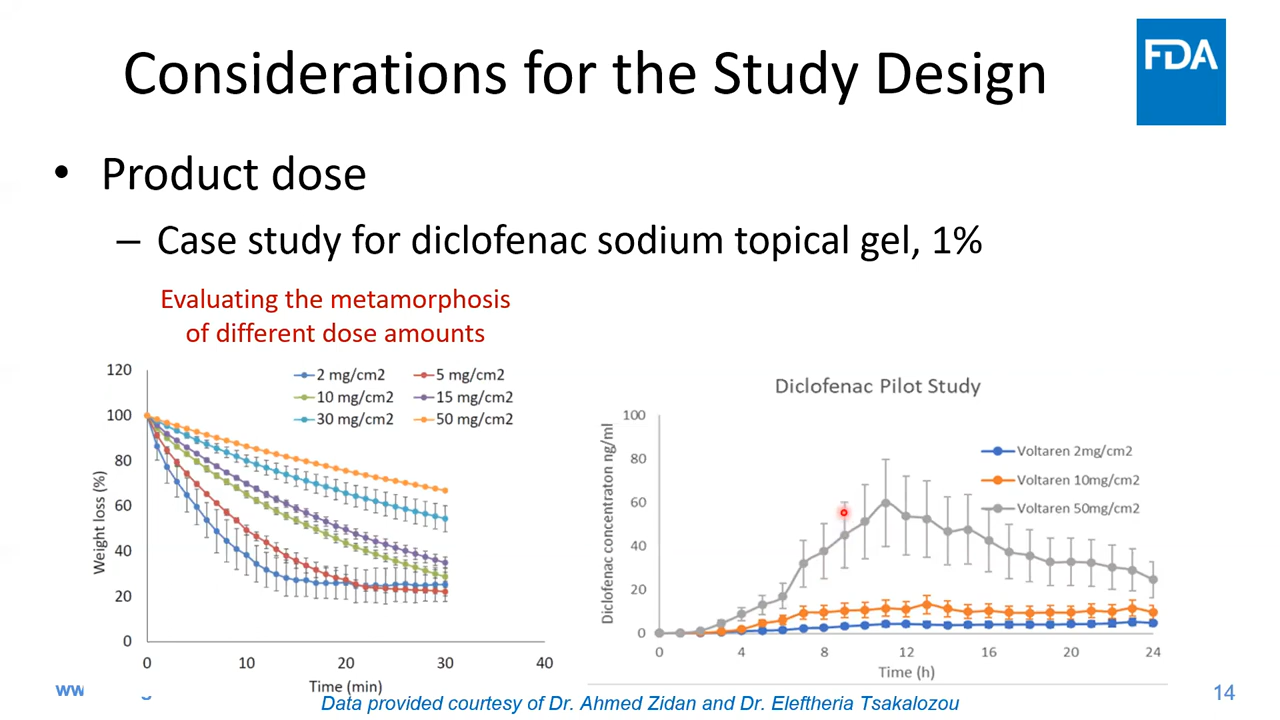 Considerations for the Study Design
FDA
• Product dose
– Case study for diclofenac sodium topical gel, 1%
Evaluating the metamorphosis
of different dose amounts
120
100
80
60
40
20
0
Weight loss (%)
2 mg/cm2 5 mg/cm2
10 mg/cm2 15 mg/cm2
30 mg/cm2 50 mg/cm2
0 10 20 30 40
Time (min)
Diclofenac Pilot Study
100
80
60
40
20
0
Diclofenac concentraton ng/ml
Voltaren 2mg/cm2
Voltaren 10mg/cm2
Voltaren 50mg/cm2
0 4 8 12 16 20 24
Time (h)
Data provided courtesy of Dr. Ahmed Zidan and Dr. Eleftheria Tsakalozou
14